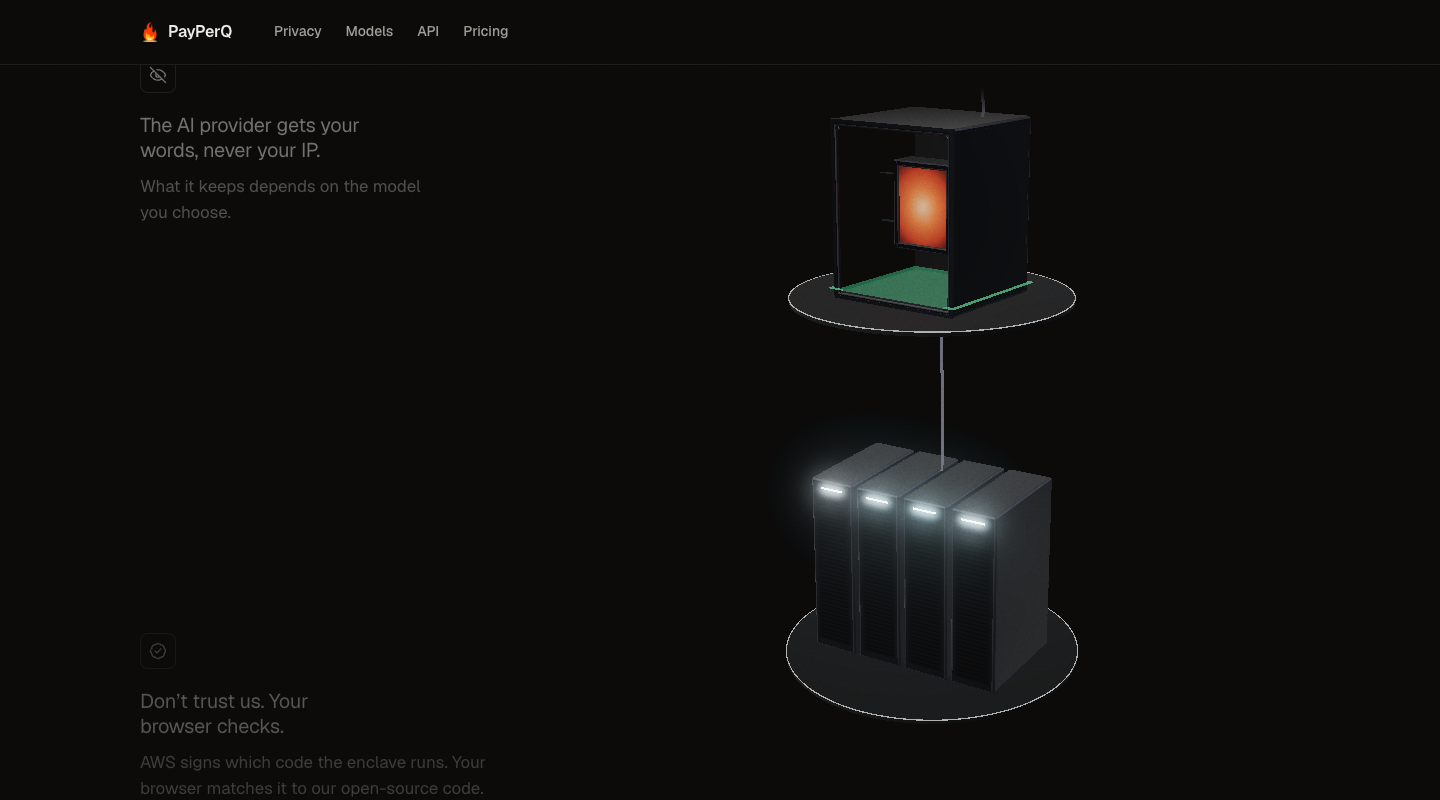 PayPerQ
Privacy
Models
API
Pricing
The AI provider gets your
words, never your IP.
What it keeps depends on the model
you choose.
Don’t trust us. Your
browser checks.
AWS signs which code the enclave runs. Your
browser matches it to our open-source code.